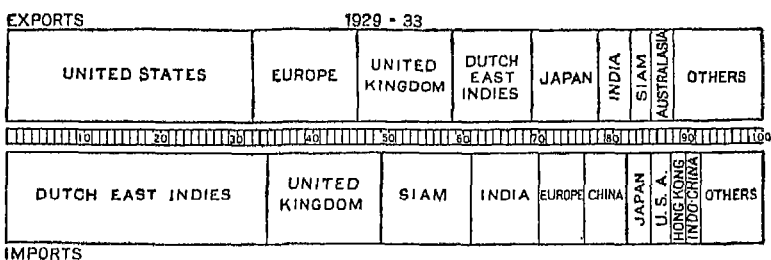 EXPORTS 1929 - 33
UNITED STATES
EUROPE
UNITED
KINGDOM
DUTCH
EAST
INDIES
JAPAN
INDIA
SIAM
AUSTRALASIA
OTHERS
10 20 30 40 50 60 70 80 90 100
DUTCH EAST INDIES
UNITED
KINGDOM
SIAM
INDIA
EUROPE
CHINA
JAPAN
U. S. A.
HONG KONG
INDO-CHINA
OTHERS
IMPORTS